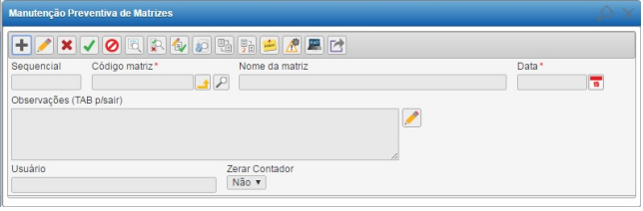 Manutenção Preventiva de Matrizes
Sequencial Código matriz* Nome da matriz Data*
Observações (TAB p/sair)
Usuário Zerar Contador
Não